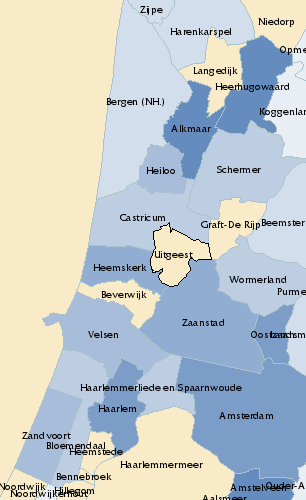 Zijpe
Niedorp
Harenkarspel
Opme
Langedijk
Heerhugowaard
Bergen (NH.)
Koggenlan
Alkmaar
Heiloo
Schermer
Castricum
Graft-De Rijp
Beemster
Uitgeest
Heemskerk
Wormerland
Beverwijk
Purme
Zaanstad
Velsen
Haarlemmerliede en Spaarnwoude
Haarlem
Amsterdam
Zandvoort
Bloemendaal
Heemstede
Haarlemmermeer
Bennebroek
Noordwijk
Hillegom
Noordwijkerhout
Amstelveen
Ouder-A
Aalsmeer